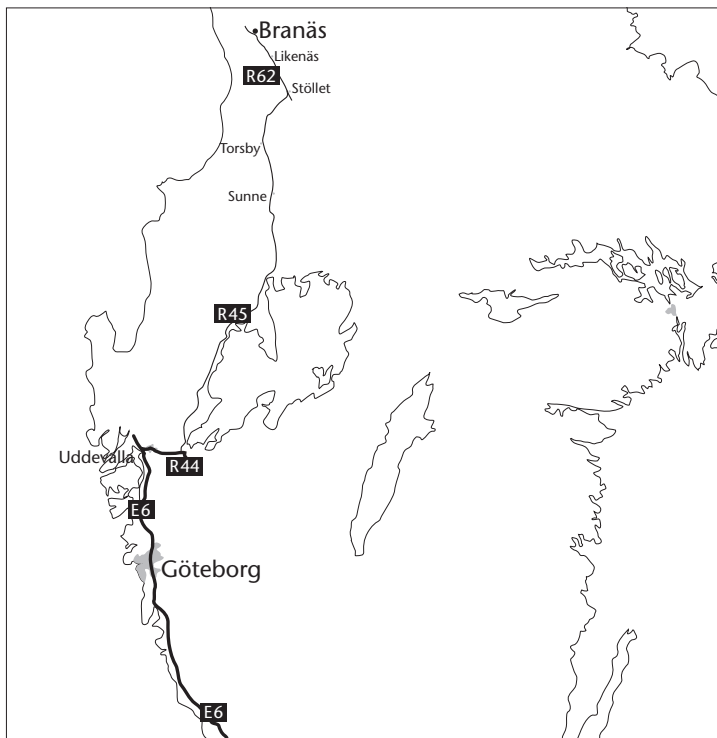 Branäs
Likenäs
R62
Stöllet
Torsby
Sunne
R45
Uddevalla
R44
E6
Göteborg
E6